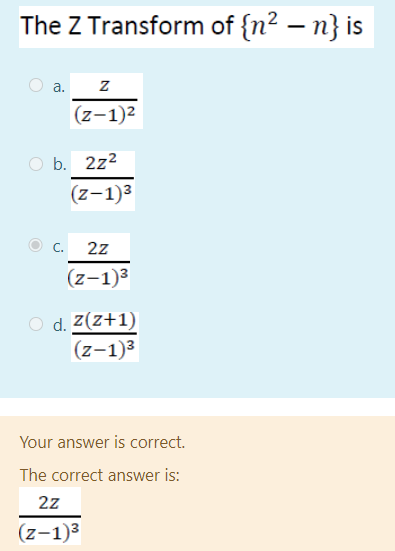 The Z Transform of {n² – n} is
a. z
(z–1)²
b. 2z²
(z–1)³
c. 2z
(z–1)³
d. z(z+1)
(z–1)³
Your answer is correct.
The correct answer is:
2z
(z–1)³